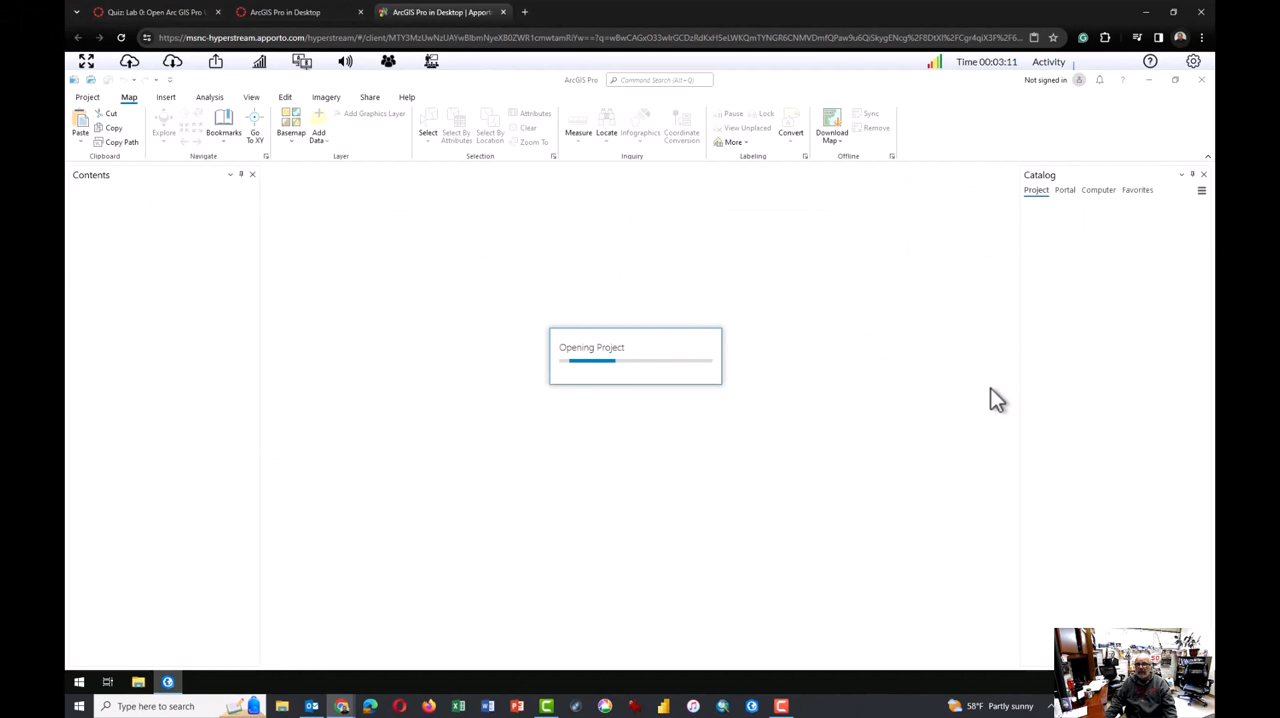 Quiz: Lab 0: Open Arc GIS Pro
ArcGIS Pro in Desktop
ArcGIS Pro in Desktop | Apport
Time 00:03:11
Activity
ArcGIS Pro
Command Search (Alt+Q)
Not signed in
Project
Map
Insert
Analysis
View
Edit
Imagery
Share
Help
Paste
Cut
Copy
Copy Path
Explore
Bookmarks
Go To XY
Basemap
Add Data
Add Graphics Layer
Select
Select By Attributes
Select By Location
Attributes
Clear
Zoom To
Measure
Locate
Infographics
Coordinate Conversion
Pause
Lock
View Unplaced
More
Convert
Download Map
Sync
Remove
Clipboard
Navigate
Layer
Selection
Inquiry
Labeling
Offline
Contents
Catalog
Project
Portal
Computer
Favorites
Opening Project
Type here to search
58°F Partly sunny